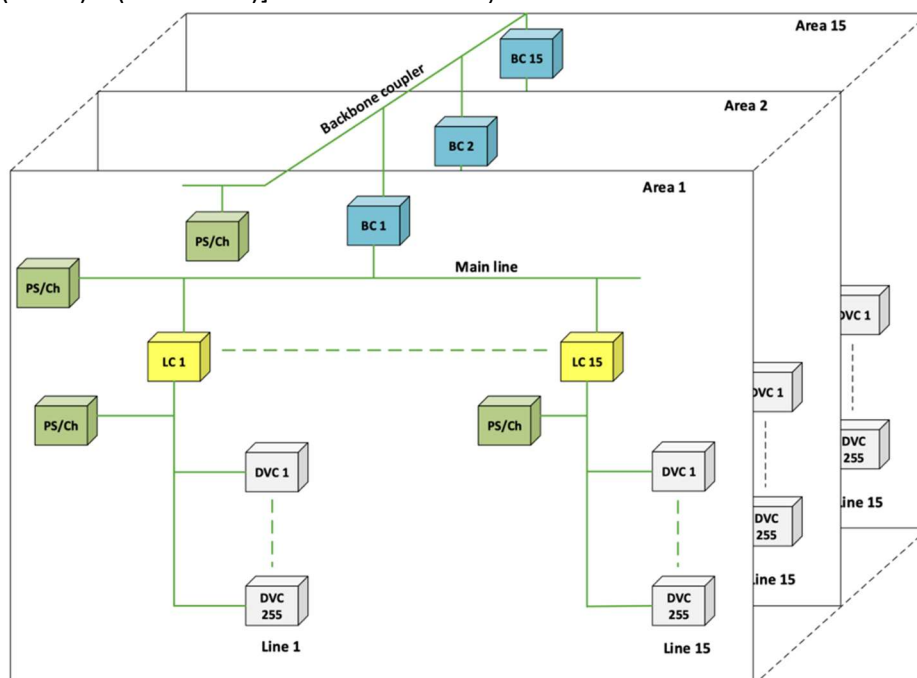 Area 15
BC 15
Area 2
Backbone coupler
BC 2
Area 1
BC 1
PS/Ch
Main line
PS/Ch
DVC 1
LC 1
LC 15
DVC 1
PS/Ch
PS/Ch
DVC
255
DVC 1
DVC 1
Line 15
DVC
255
Line 15
DVC
255
DVC
255
Line 1
Line 15